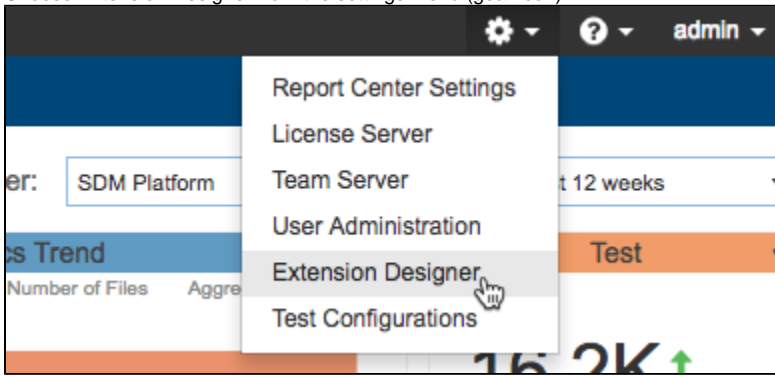 admin
Report Center Settings
License Server
er: SDM Platform Team Server t 12 weeks
User Administration
cs Trend Test
Number of Files Aggre Extension Designer
Test Configurations
16.2K